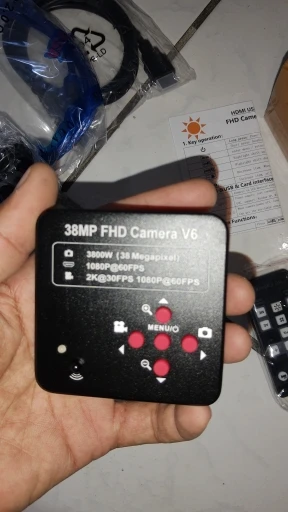 HDMI US
FHD Came
1. Key operation:
USB & Card interface
Functions:
38MP FHD Camera V6
3800W (38 Megapixel)
1080P@60FPS
2K@30FPS 1080P@60FPS
MENU/